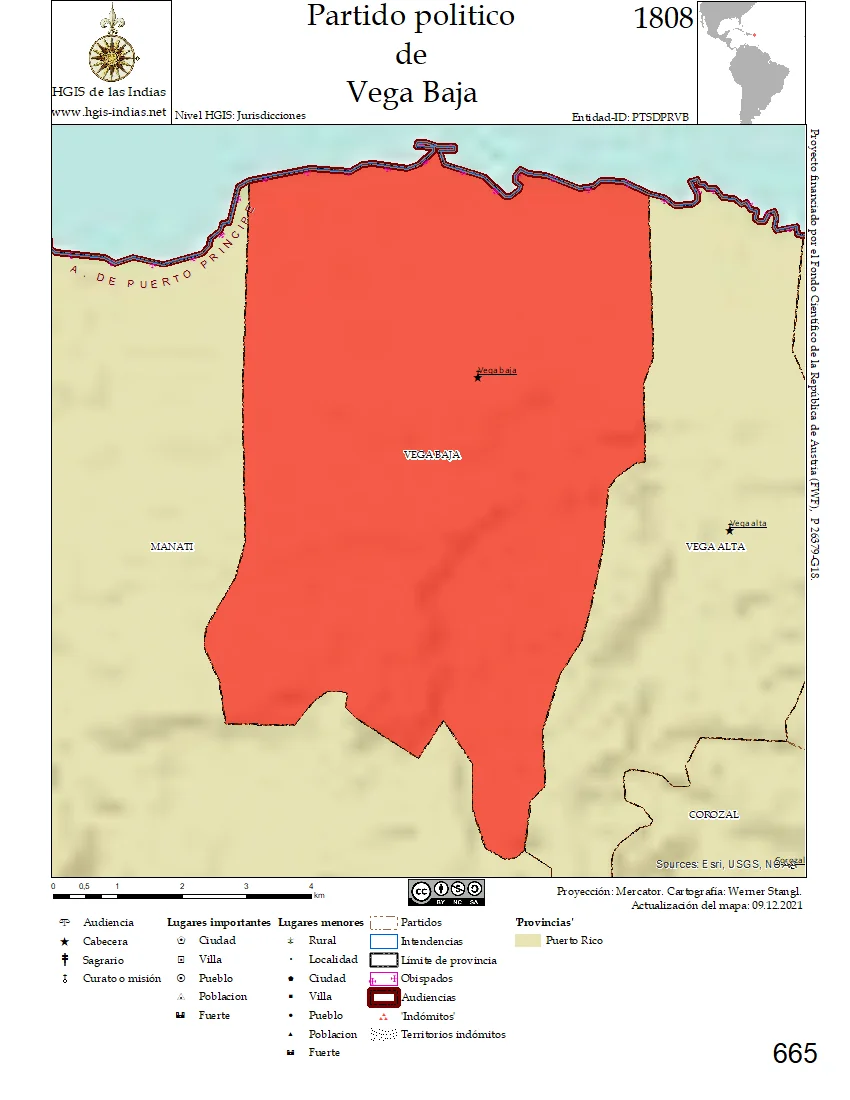 Partido politico
de
Vega Baja
1808
HGIS de las Indias
www.hgis-indias.net
Nivel HGIS: Jurisdicciones
Entidad-ID: PTSDPRVB
Proyecto financiado por el Fondo Científico de la República de Austria (FWF), P 26379-G18.
A. DE PUERTO PRINCIPE
Vega baja
VEGA BAJA
Vega alta
MANATI
VEGA ALTA
COROZAL
Corozal
Sources: Esri, USGS,
0 0,5 1 2 3 4
km
CC BY NC SA
Proyección: Mercator. Cartografía: Werner Stangl.
Actualización del mapa: 09.12.2021
Audiencia
Cabecera
Sagrario
Curato o misión
Lugares importantes
Ciudad
Villa
Pueblo
Poblacion
Fuerte
Lugares menores
Rural
Localidad
Ciudad
Villa
Pueblo
Poblacion
Fuerte
Partidos
Intendencias
Límite de provincia
Obispados
Audiencias
'Indómitos'
Territorios indómitos
'Provincias'
Puerto Rico
665